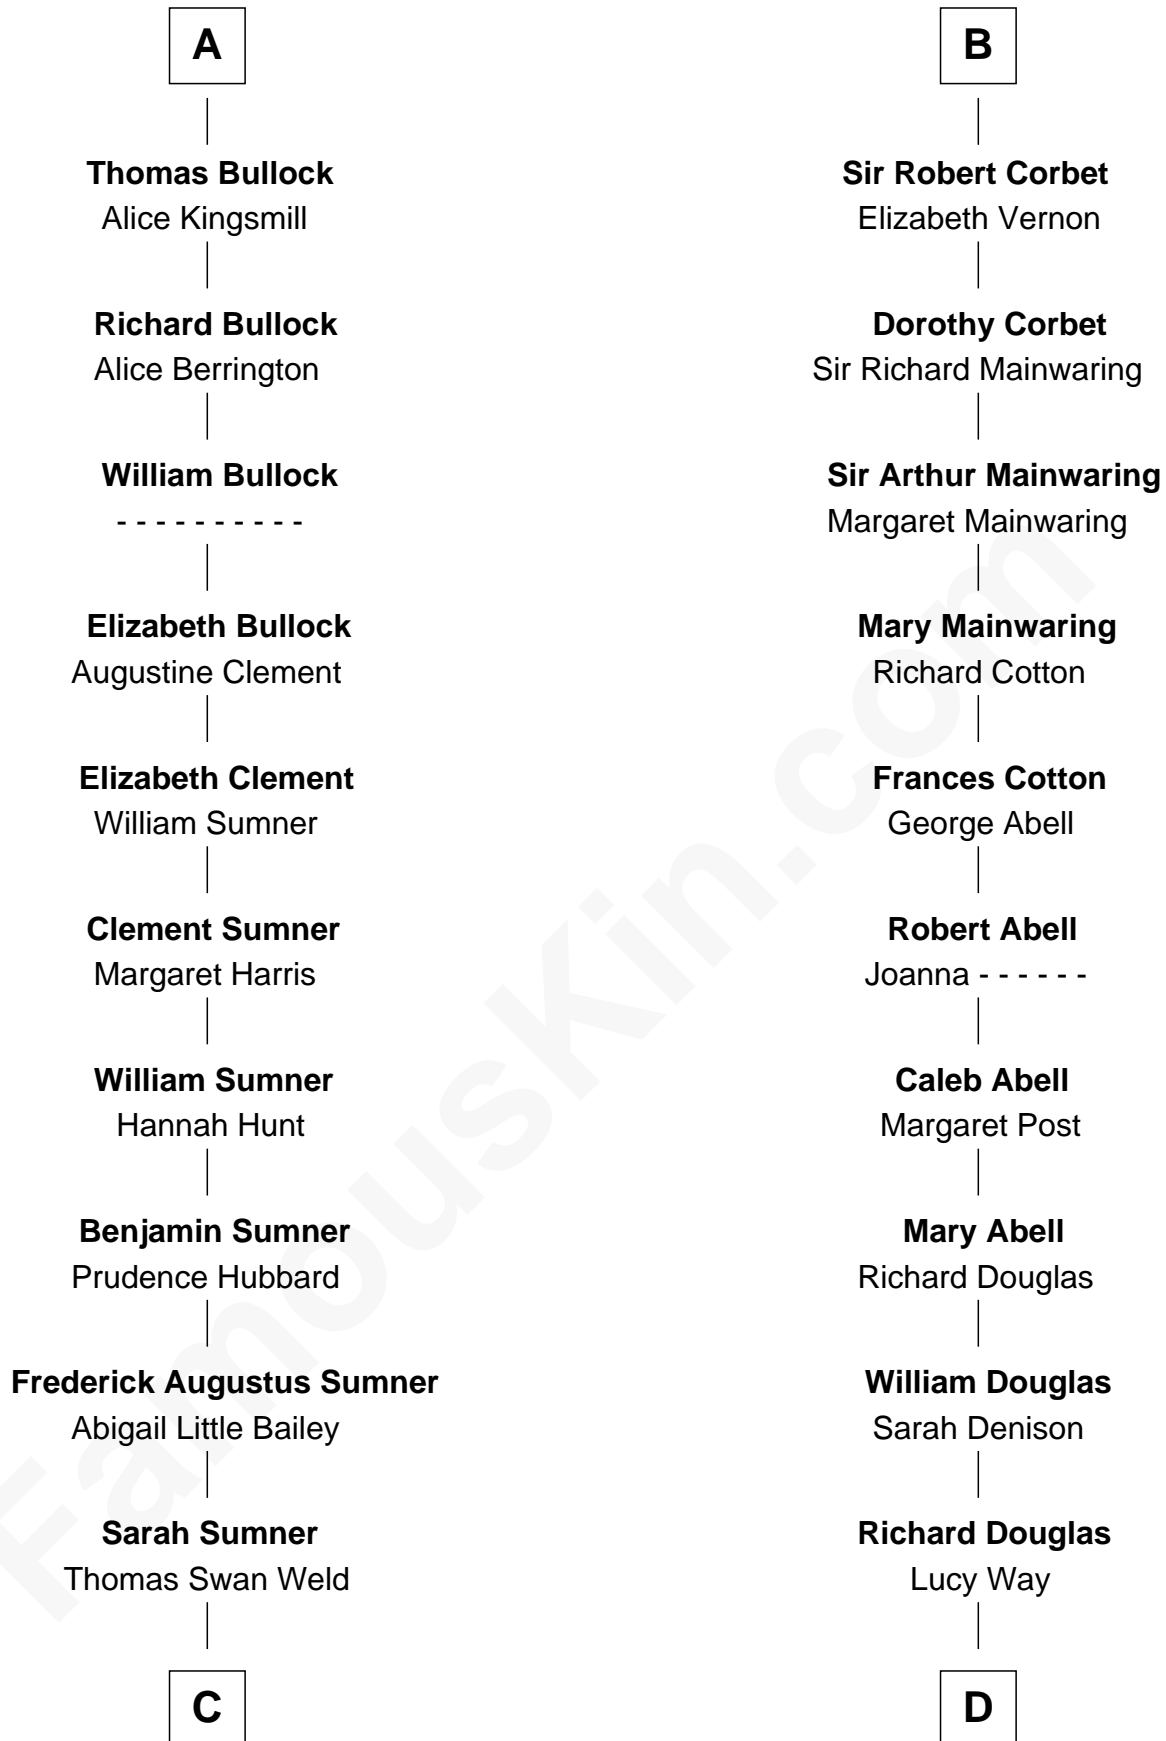 A
Thomas Bullock
Alice Kingsmill
Richard Bullock
Alice Berrington
William Bullock
- - - - - - - - - -
Elizabeth Bullock
Augustine Clement
Elizabeth Clement
William Sumner
Clement Sumner
Margaret Harris
William Sumner
Hannah Hunt
Benjamin Sumner
Prudence Hubbard
Frederick Augustus Sumner
Abigail Little Bailey
Sarah Sumner
Thomas Swan Weld
C
B
Sir Robert Corbet
Elizabeth Vernon
Dorothy Corbet
Sir Richard Mainwaring
Sir Arthur Mainwaring
Margaret Mainwaring
Mary Mainwaring
Richard Cotton
Frances Cotton
George Abell
Robert Abell
Joanna - - - - - -
Caleb Abell
Margaret Post
Mary Abell
Richard Douglas
William Douglas
Sarah Denison
Richard Douglas
Lucy Way
D
FamousKin.com